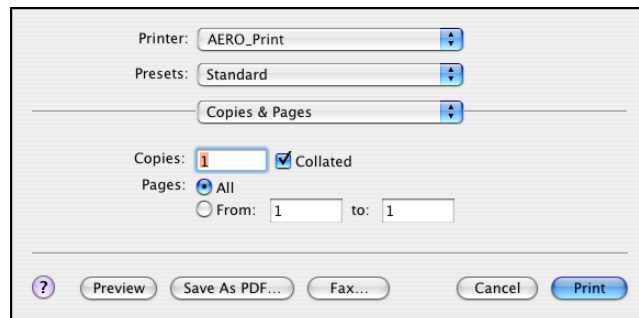 Printer: AERO_Print
Presets: Standard
Copies & Pages
Copies: 1 Collated
Pages: All
From: 1 to: 1
? Preview Save As PDF... Fax... Cancel Print